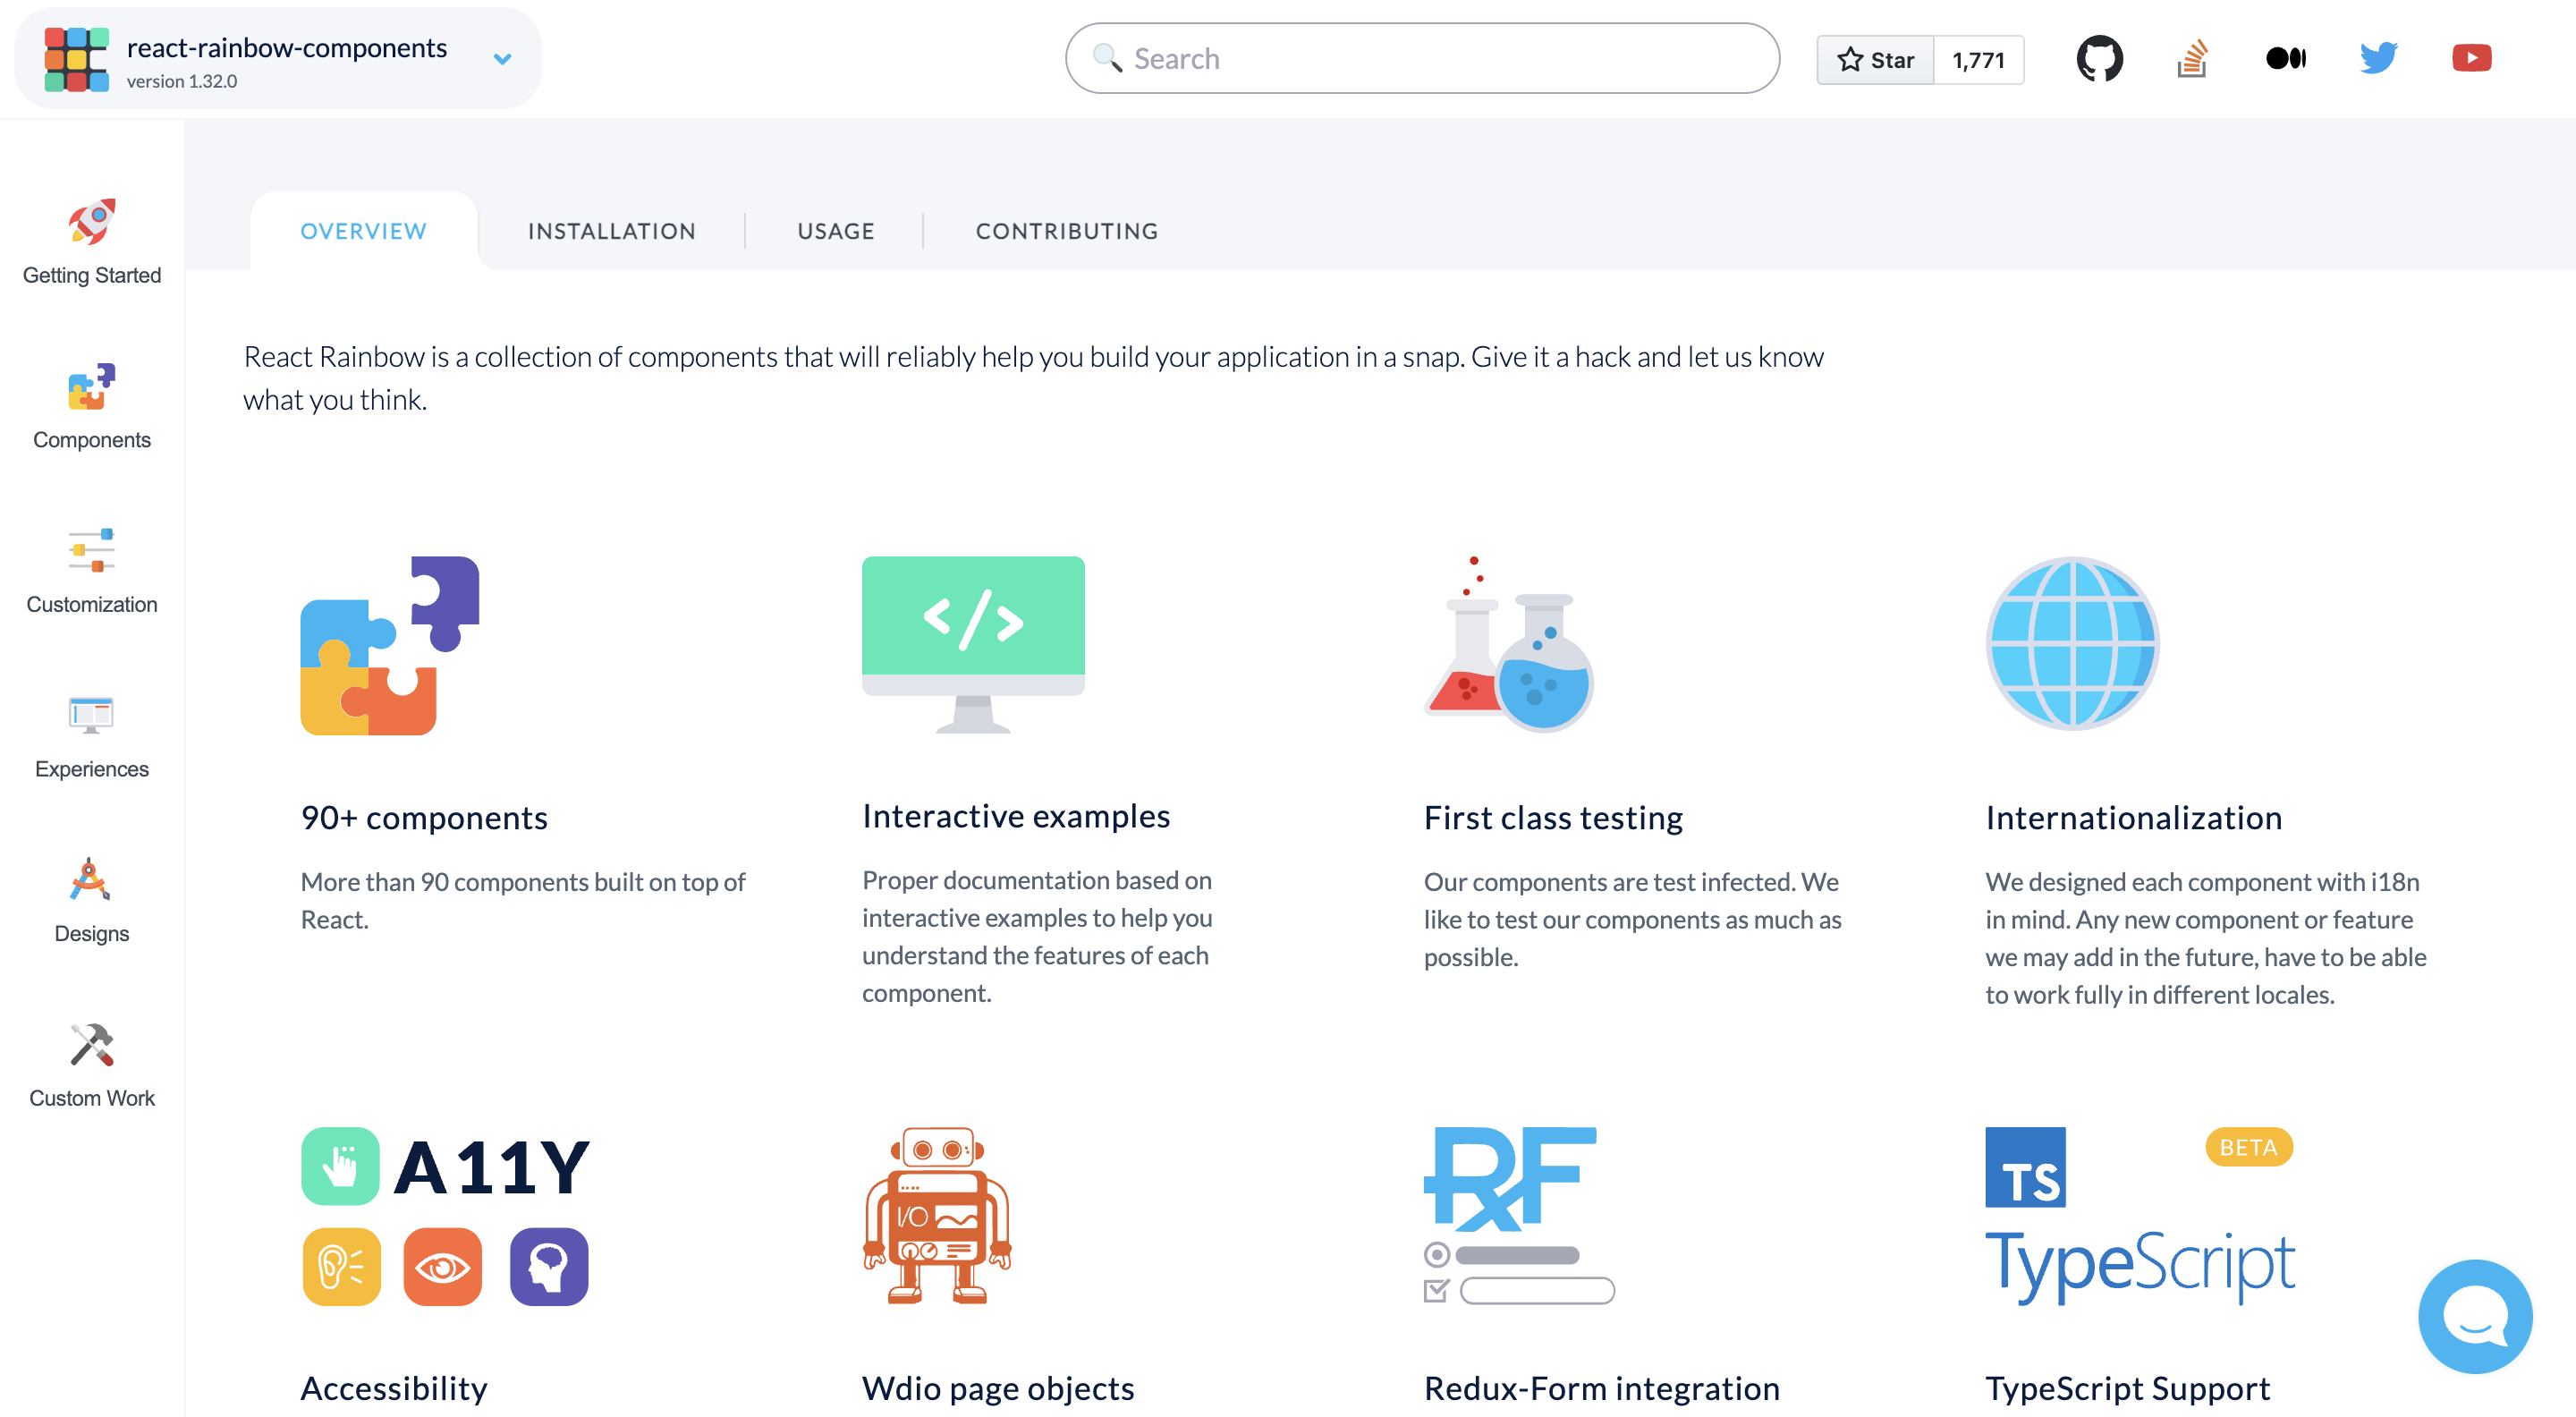 react-rainbow-components
version 1.32.0
Search
Star
1,771
Getting Started
Components
Customization
Experiences
Designs
Custom Work
OVERVIEW
INSTALLATION
USAGE
CONTRIBUTING
React Rainbow is a collection of components that will reliably help you build your application in a snap. Give it a hack and let us know
what you think.
</>
90+ components
More than 90 components built on top of
React.
Interactive examples
Proper documentation based on
interactive examples to help you
understand the features of each
component.
First class testing
Our components are test infected. We
like to test our components as much as
possible.
Internationalization
We designed each component with i18n
in mind. Any new component or feature
we may add in the future, have to be able
to work fully in different locales.
A11Y
Accessibility
I/O
Wdio page objects
RxF
Redux-Form integration
TS
BETA
TypeScript
TypeScript Support